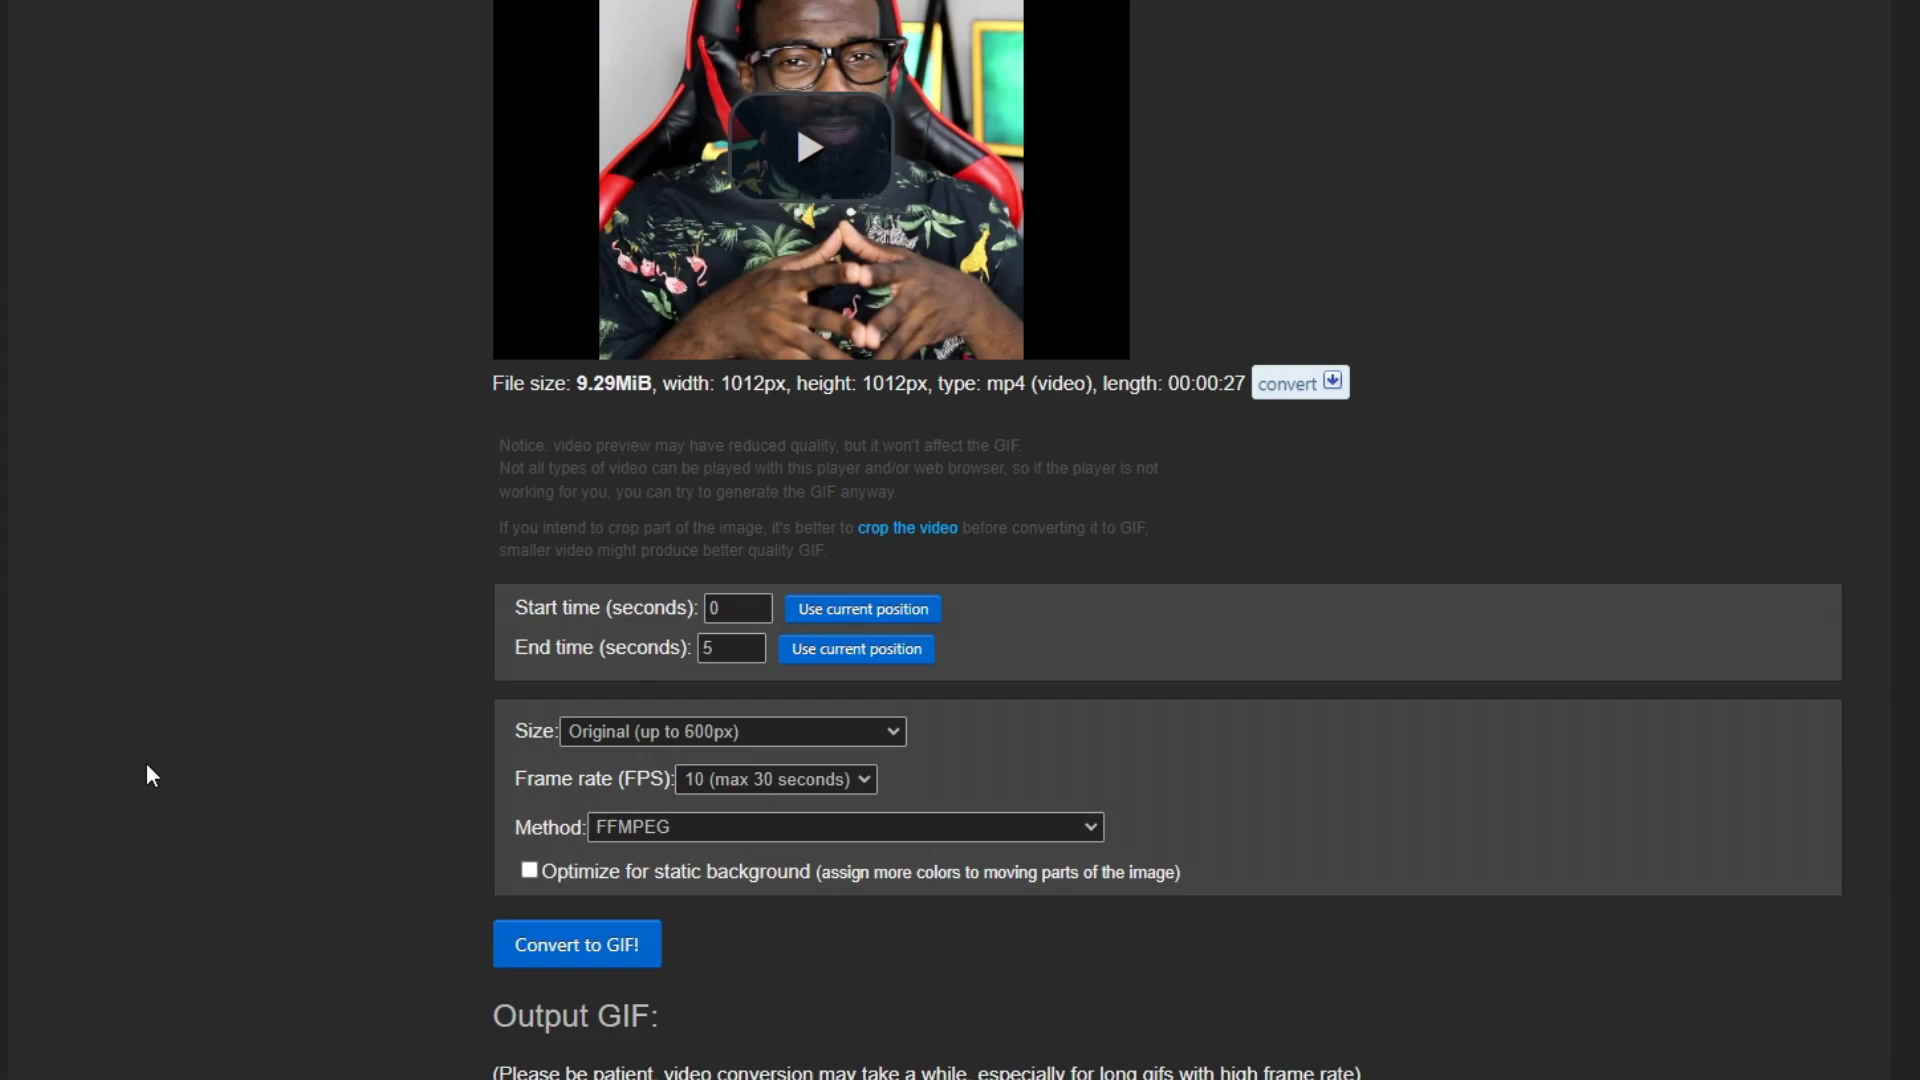 File size: 9.29MiB, width: 1012px, height: 1012px, type: mp4 (video), length: 00:00:27 convert
Notice: video preview may have reduced quality, but it won't affect the GIF.
Not all types of video can be played with this player and/or web browser, so if the player is not
working for you, you can try to generate the GIF anyway.
If you intend to crop part of the image, it's better to crop the video before converting it to GIF,
smaller video might produce better quality GIF.
Start time (seconds): 0 Use current position
End time (seconds): 5 Use current position
Size: Original (up to 600px)
Frame rate (FPS): 10 (max 30 seconds)
Method: FFMPEG
Optimize for static background (assign more colors to moving parts of the image)
Convert to GIF!
Output GIF:
(Please be patient, video conversion may take a while, especially for long gifs with high frame rate)